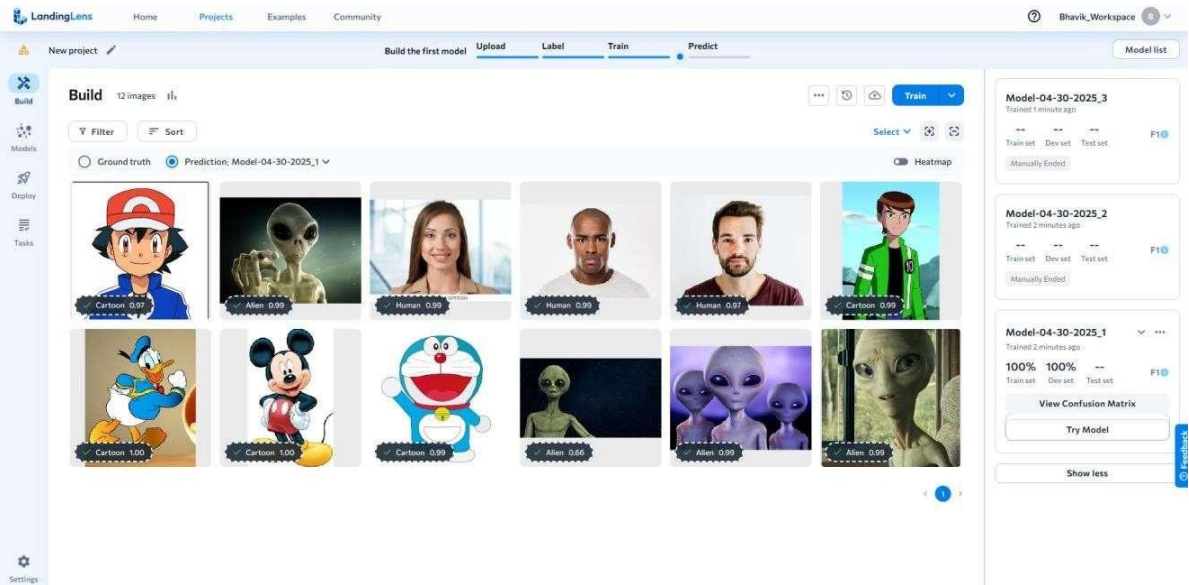 LandingLens Home Projects Examples Community Bhavik_Workspace B
New project Build the first model Upload Label Train Predict Model list
Build
Models
Deploy
Tasks
Settings
Build 12 images Train
Filter Sort Select
Ground truth Prediction: Model-04-30-2025_1 Heatmap
Cartoon 0.97 Alien 0.99 Human 0.99 Human 0.99 Human 0.97 Cartoon 0.99
Cartoon 1.00 Cartoon 1.00 Cartoon 0.99 Alien 0.66 Alien 0.99 Alien 0.99
1
Model-04-30-2025_3
Trained 1 minute ago
-- -- --
Train set Dev set Test set F1
Manually Ended
Model-04-30-2025_2
Trained 2 minutes ago
-- -- --
Train set Dev set Test set F1
Manually Ended
Model-04-30-2025_1
Trained 2 minutes ago
100% 100% --
Train set Dev set Test set F1
View Confusion Matrix
Try Model
Show less
Feedback